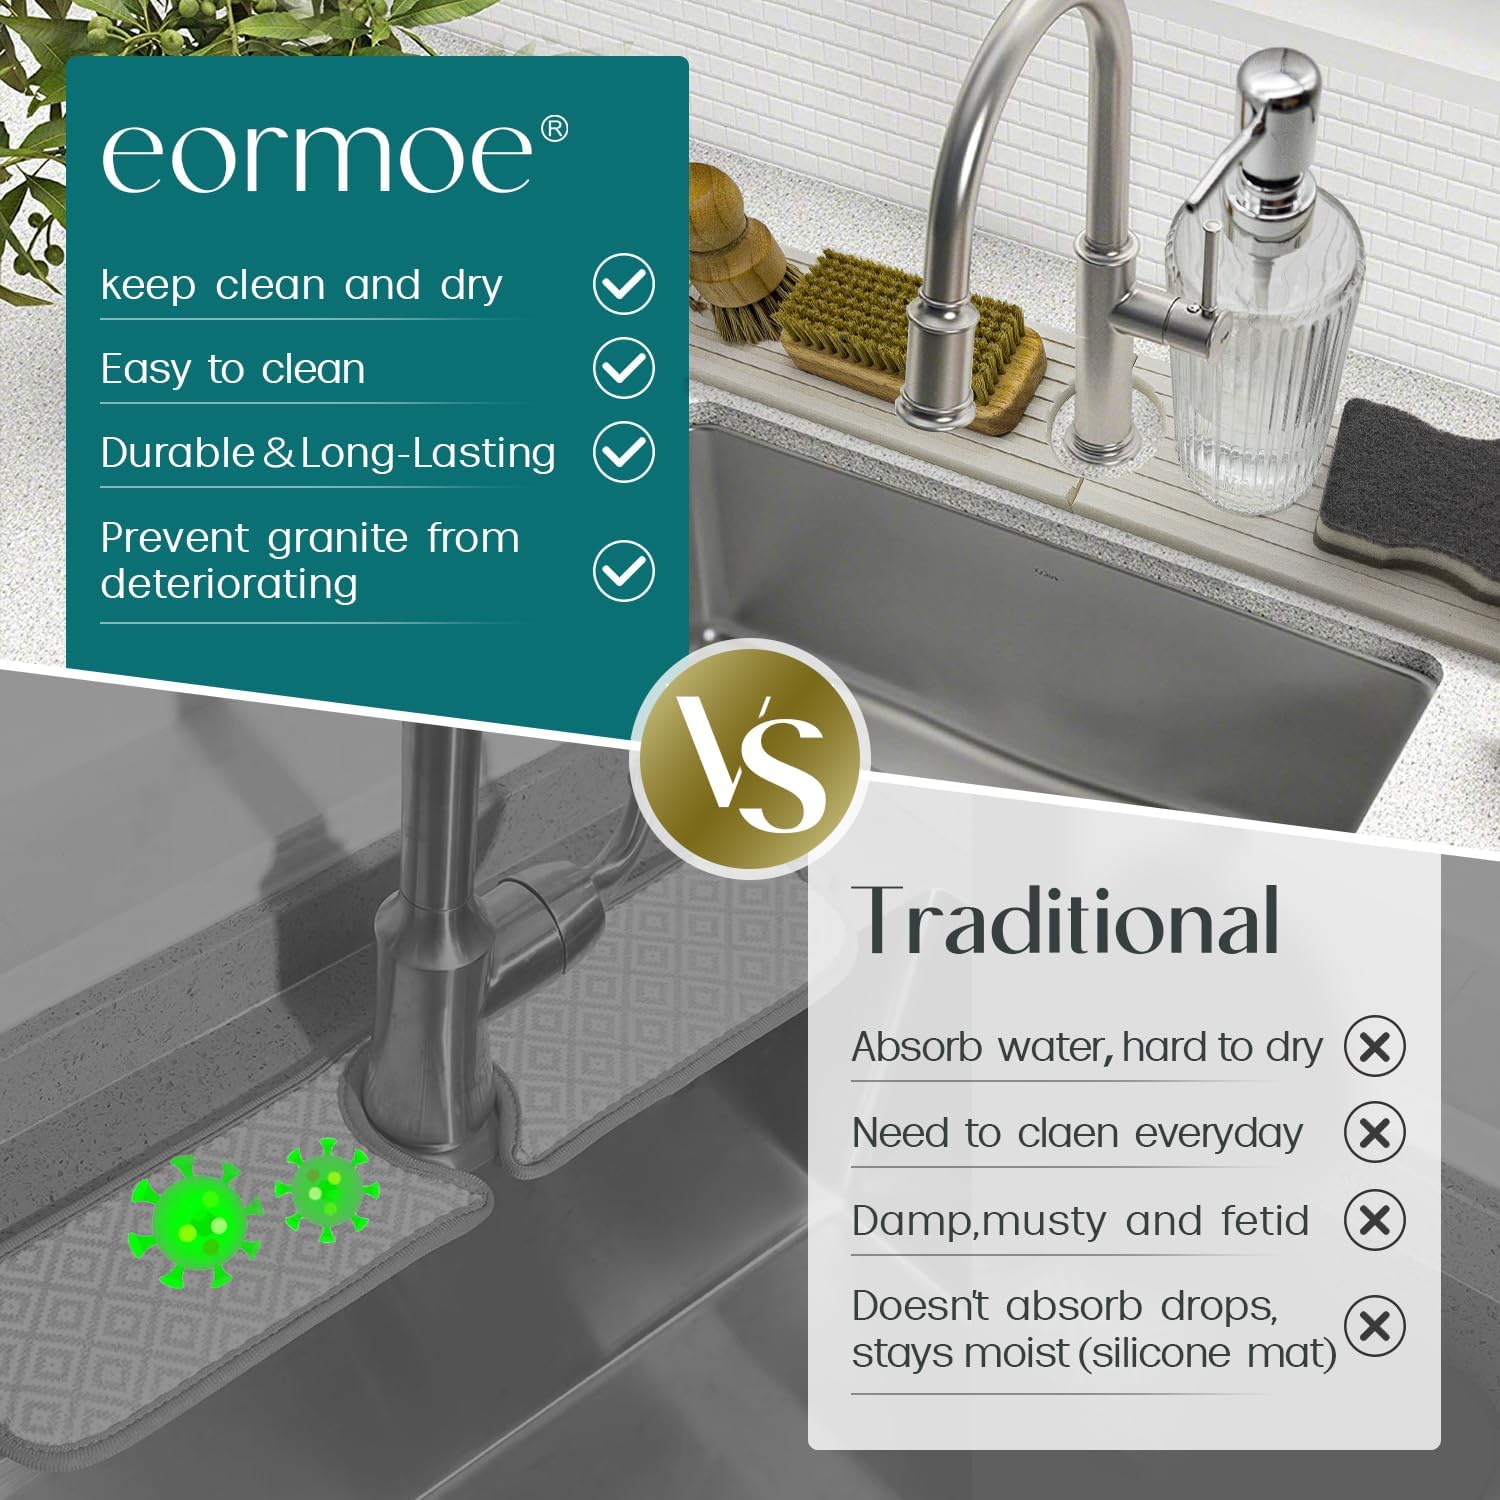 eormoe®
keep clean and dry
Easy to clean
Durable & Long-Lasting
Prevent granite from
deteriorating
V'S
Traditional
Absorb water, hard to dry
Need to claen everyday
Damp,musty and fetid
Doesn't absorb drops,
stays moist (silicone mat)